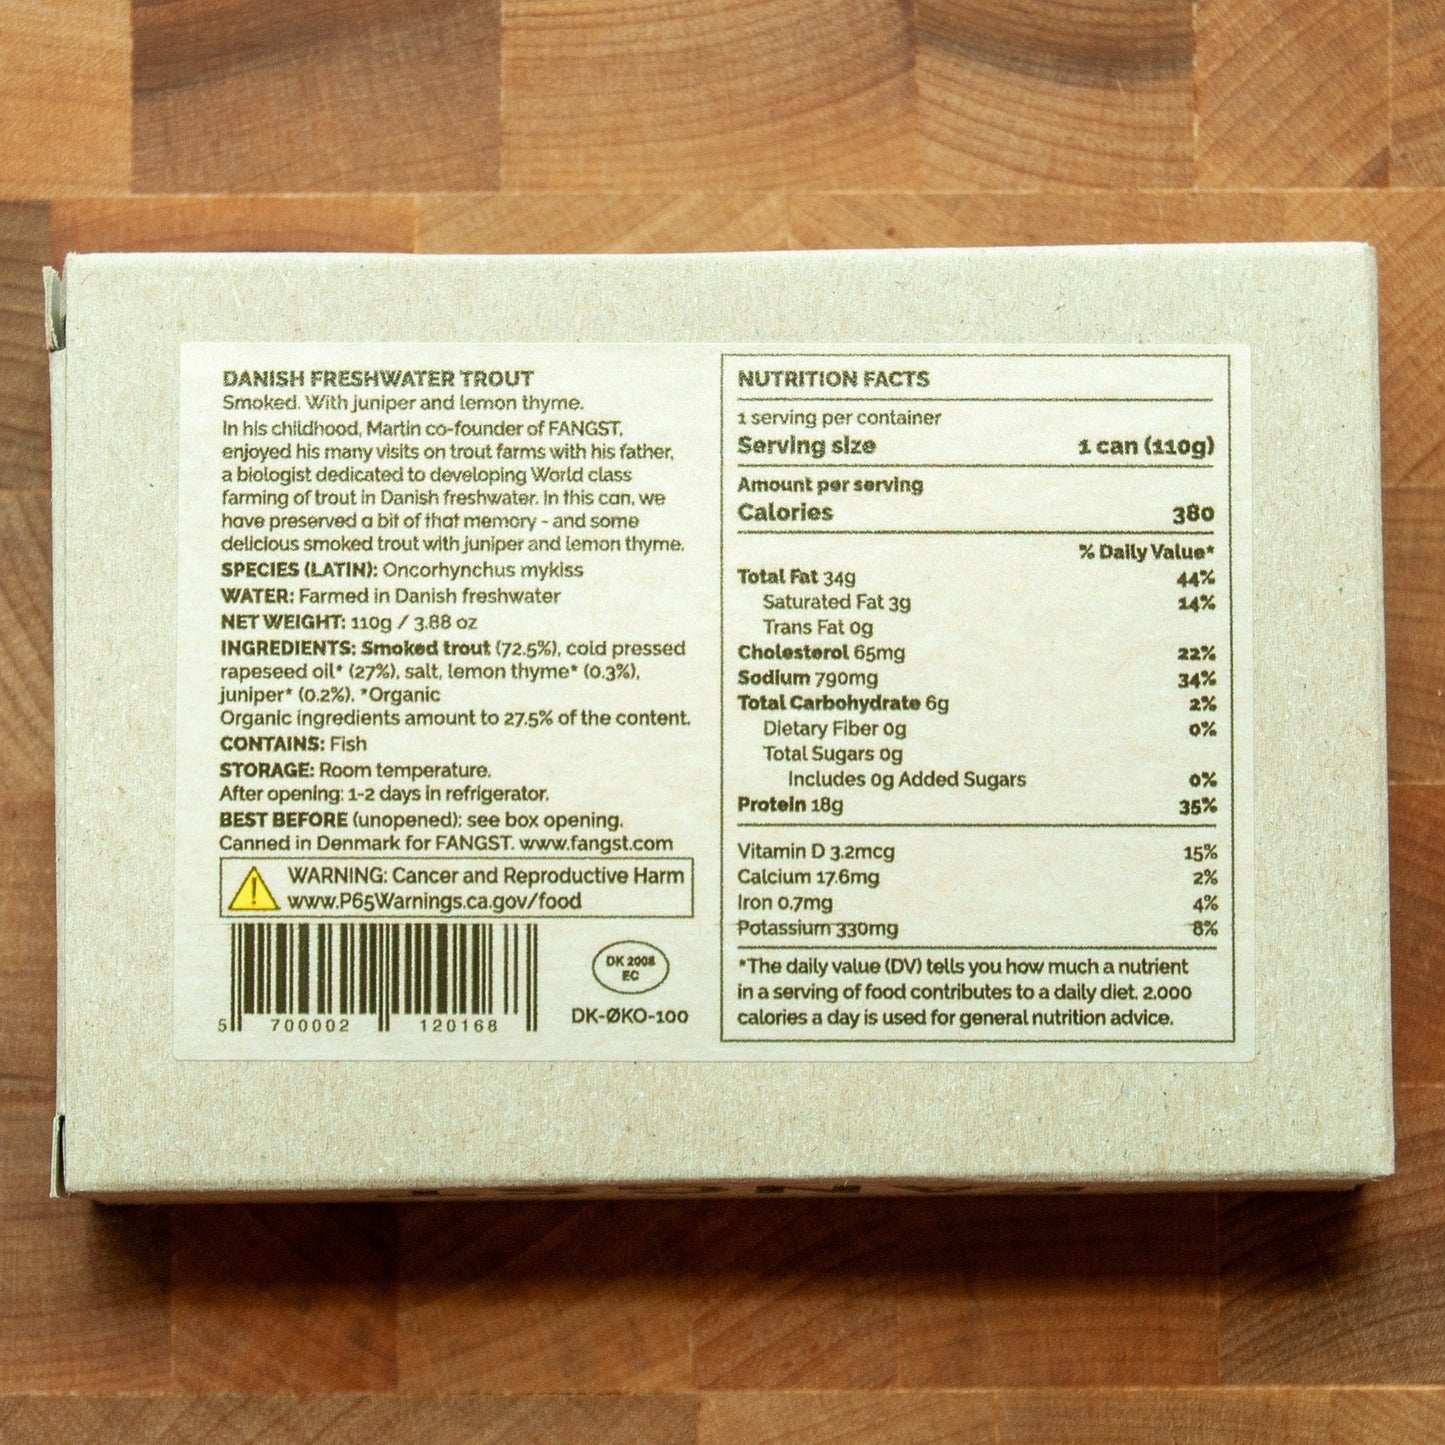 DANISH FRESHWATER TROUT
Smoked. With juniper and lemon thyme.
In his childhood, Martin co-founder of FANGST,
enjoyed his many visits on trout farms with his father,
a biologist dedicated to developing World class
farming of trout in Danish freshwater. In this can, we
have preserved a bit of that memory - and some
delicious smoked trout with juniper and lemon thyme.
SPECIES (LATIN): Oncorhynchus mykiss
WATER: Farmed in Danish freshwater
NET WEIGHT: 110g / 3.88 oz
INGREDIENTS: Smoked trout (72.5%), cold pressed
rapeseed oil* (27%), salt, lemon thyme* (0.3%),
juniper* (0.2%). *Organic
Organic ingredients amount to 27.5% of the content.
CONTAINS: Fish
STORAGE: Room temperature.
After opening: 1-2 days in refrigerator.
BEST BEFORE (unopened): see box opening.
Canned in Denmark for FANGST. www.fangst.com
WARNING: Cancer and Reproductive Harm
www.P65Warnings.ca.gov/food
5 700002 120168
DK 2008
EC
DK-ØKO-100
NUTRITION FACTS
1 serving per container
Serving size 1 can (110g)
Amount per serving
Calories 380
% Daily Value*
Total Fat 34g 44%
Saturated Fat 3g 14%
Trans Fat 0g
Cholesterol 65mg 22%
Sodium 790mg 34%
Total Carbohydrate 6g 2%
Dietary Fiber 0g 0%
Total Sugars 0g
Includes 0g Added Sugars 0%
Protein 18g 35%
Vitamin D 3.2mcg 15%
Calcium 17.6mg 2%
Iron 0.7mg 4%
Potassium 330mg 8%
*The daily value (DV) tells you how much a nutrient
in a serving of food contributes to a daily diet. 2.000
calories a day is used for general nutrition advice.